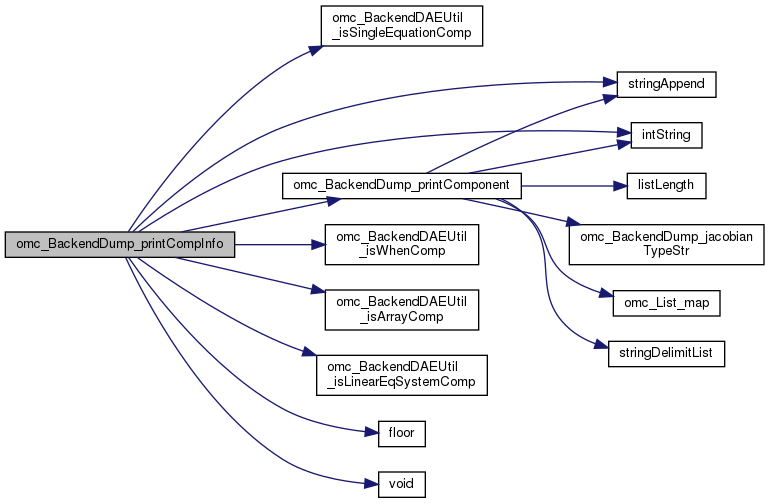 omc_BackendDAEUtil
_isSingleEquationComp
stringAppend
intString
omc_BackendDump_printComponent
listLength
omc_BackendDump_printCompInfo
omc_BackendDAEUtil
_isWhenComp
omc_BackendDump_jacobian
TypeStr
omc_BackendDAEUtil
_isArrayComp
omc_List_map
omc_BackendDAEUtil
_isLinearEqSystemComp
stringDelimitList
floor
void